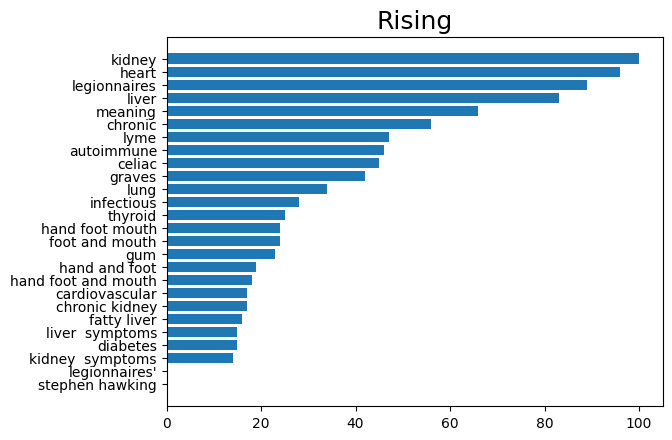 Rising
kidney
heart
legionnaires
liver
meaning
chronic
lyme
autoimmune
celiac
graves
lung
infectious
thyroid
hand foot mouth
foot and mouth
gum
hand and foot
hand foot and mouth
cardiovascular
chronic kidney
fatty liver
liver  symptoms
diabetes
kidney  symptoms
legionnaires'
stephen hawking
0 20 40 60 80 100